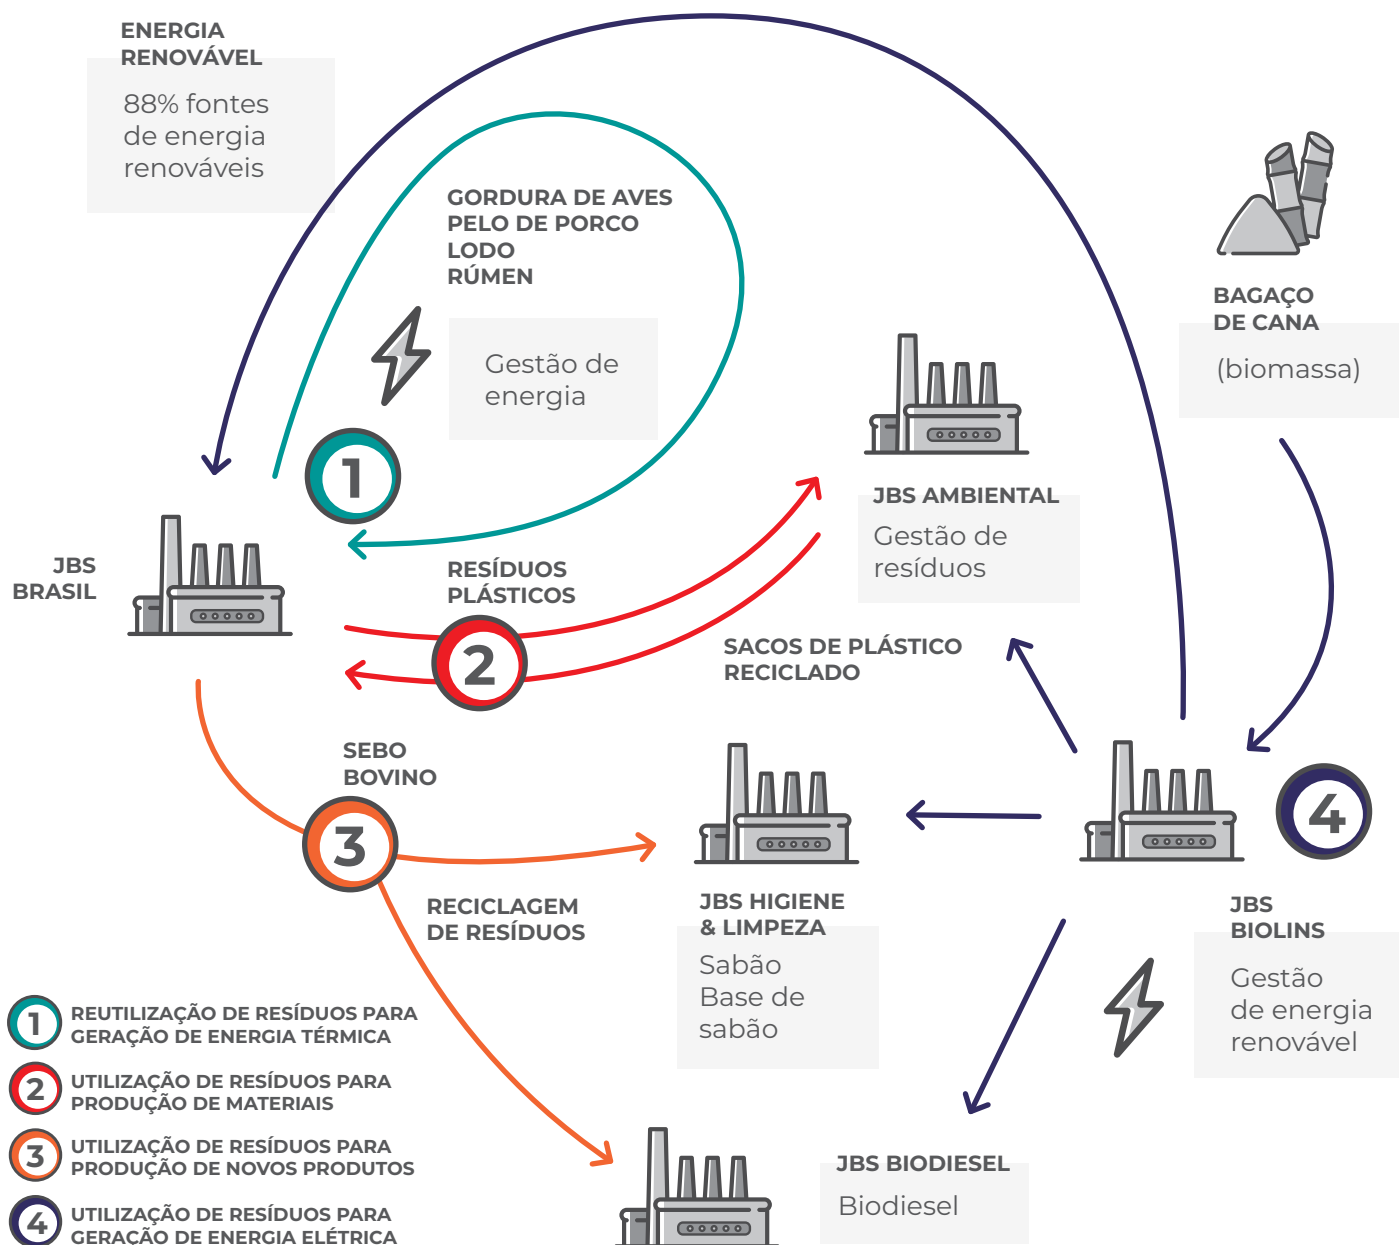 ENERGIA
RENOVÁVEL
88% fontes
de energia
renováveis
GORDURA DE AVES
PELO DE PORCO
LODO
RÚMEN
Gestão de
energia
1
BAGAÇO
DE CANA
(biomassa)
JBS AMBIENTAL
Gestão de
resíduos
JBS
BRASIL
RESÍDUOS
PLÁSTICOS
2
SACOS DE PLÁSTICO
RECICLADO
SEBO
BOVINO
3
RECICLAGEM
DE RESÍDUOS
JBS HIGIENE
& LIMPEZA
Sabão
Base de
sabão
4
JBS
BIOLINS
Gestão
de energia
renovável
JBS BIODIESEL
Biodiesel
1 REUTILIZAÇÃO DE RESÍDUOS PARA
GERAÇÃO DE ENERGIA TÉRMICA
2 UTILIZAÇÃO DE RESÍDUOS PARA
PRODUÇÃO DE MATERIAIS
3 UTILIZAÇÃO DE RESÍDUOS PARA
PRODUÇÃO DE NOVOS PRODUTOS
4 UTILIZAÇÃO DE RESÍDUOS PARA
GERAÇÃO DE ENERGIA ELÉTRICA